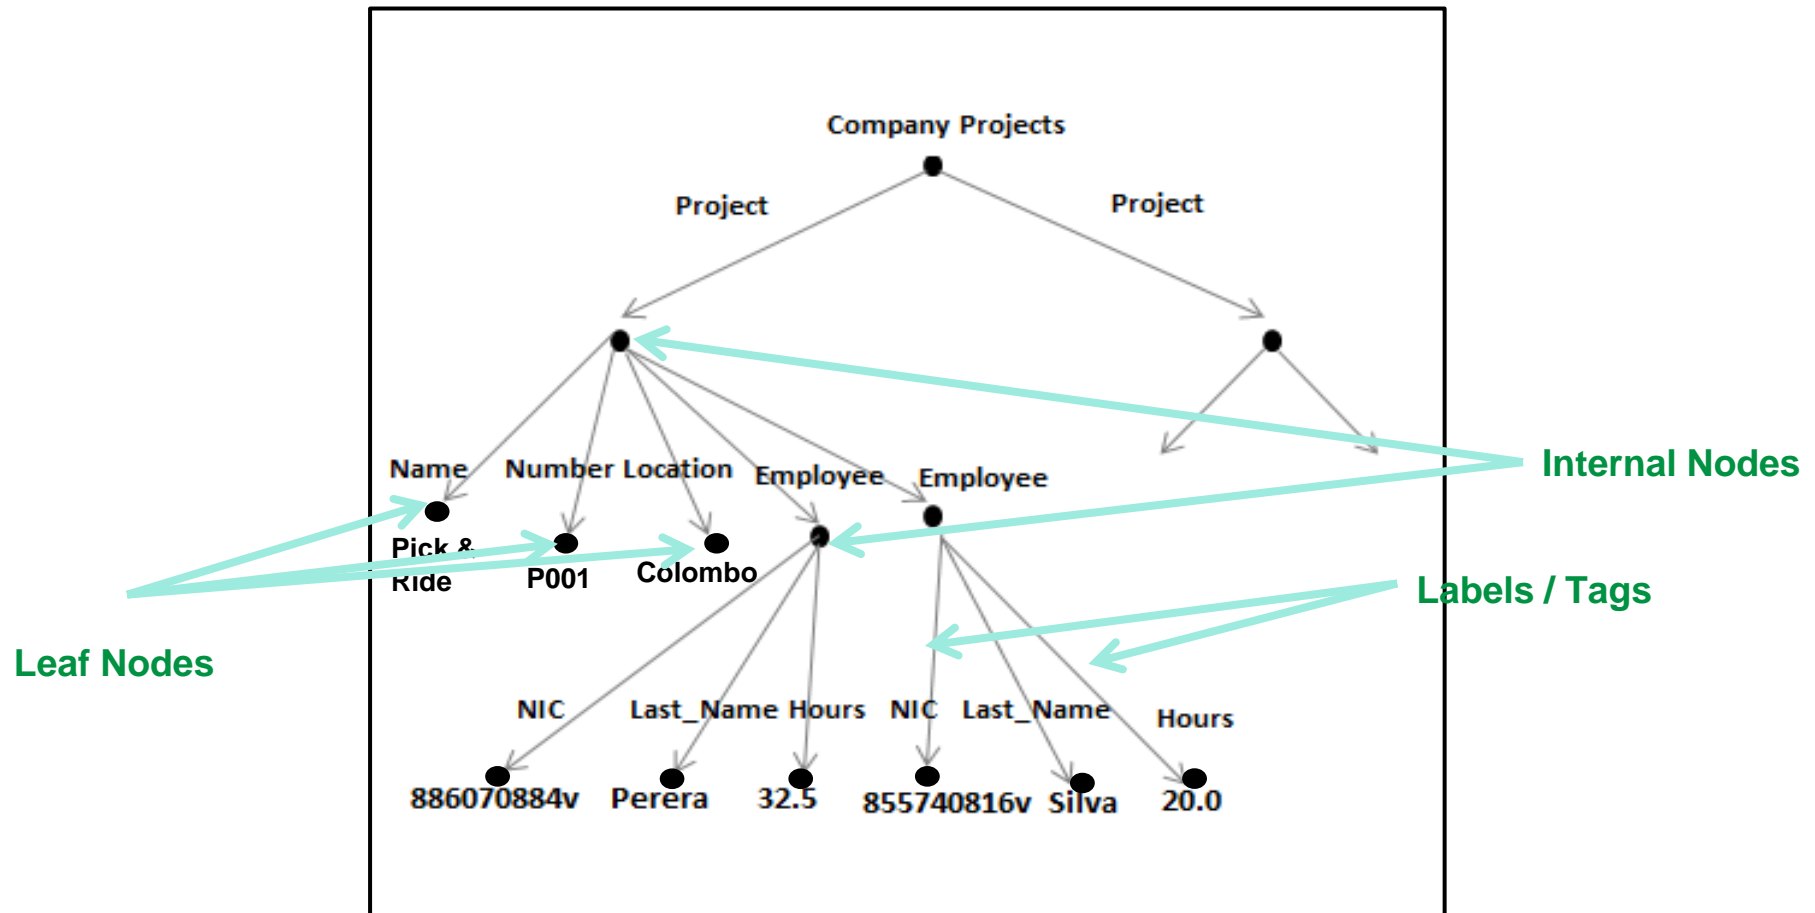 Company Projects
Project Project
Name Number Location Employee Employee
Internal Nodes
Pick &
Ride P001 Colombo
Labels / Tags
Leaf Nodes
NIC Last_Name Hours NIC Last_Name Hours
886070884v Perera 32.5 855740816v Silva 20.0